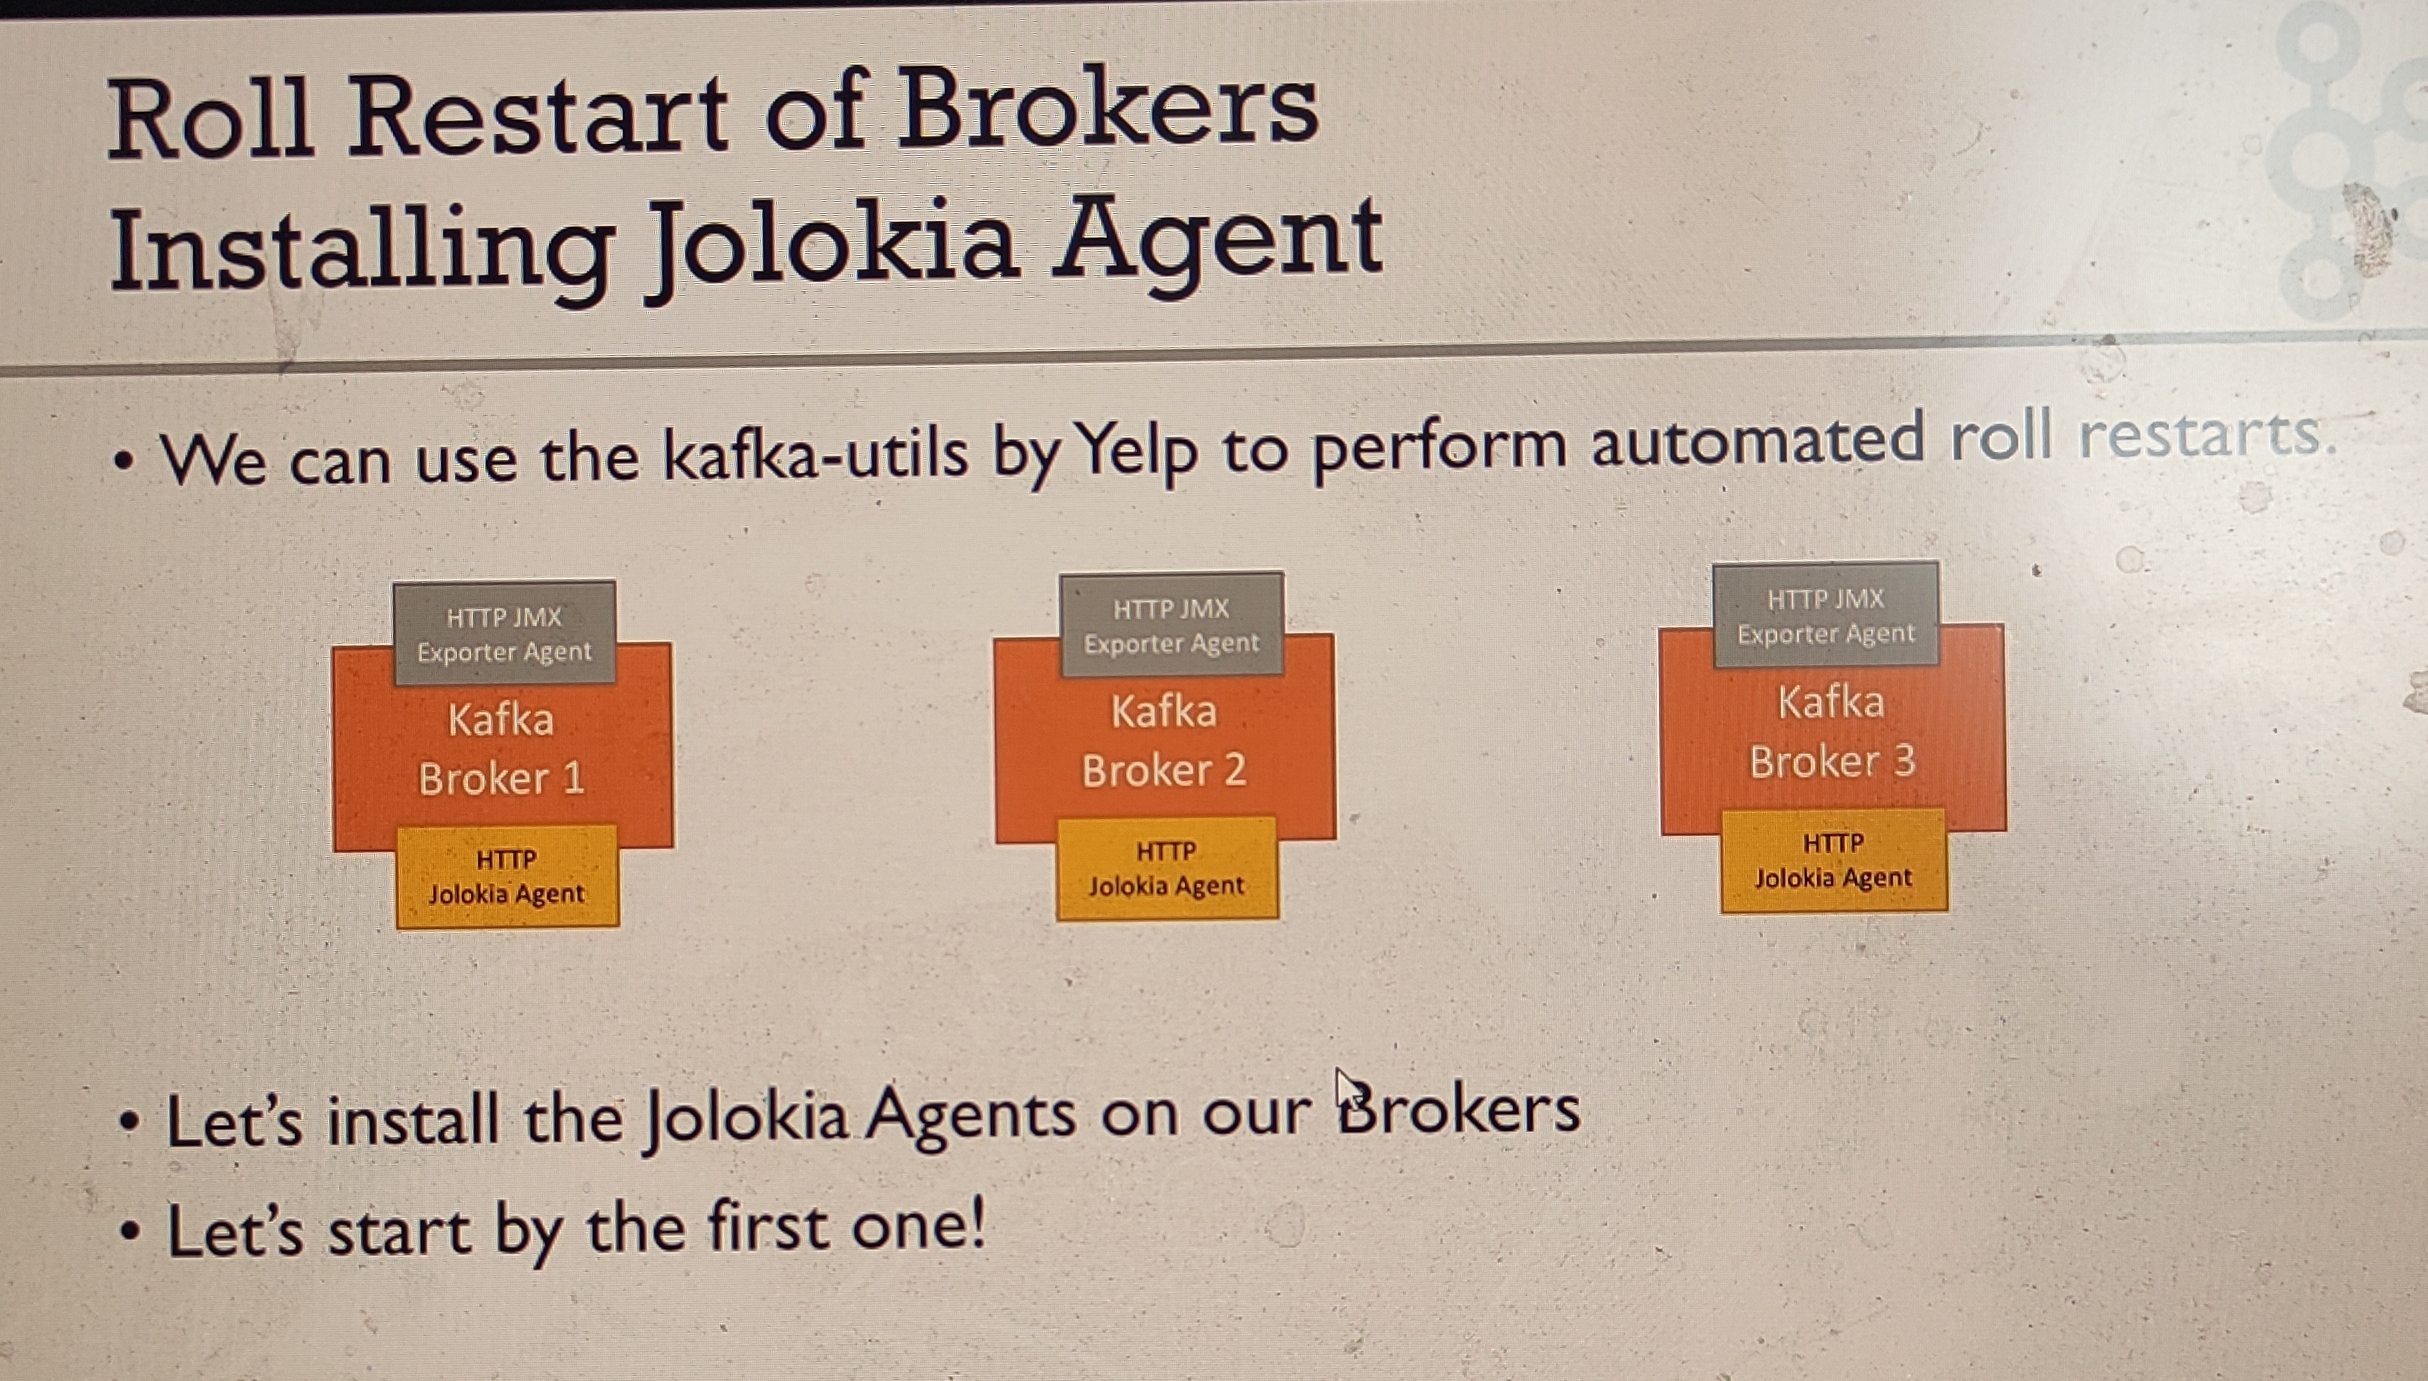 Roll Restart of Brokers
Installing Jolokia Agent
• We can use the kafka-utils by Yelp to perform automated roll restarts.
HTTP JMX
Exporter Agent
Kafka
Broker 1
HTTP
Jolokia Agent
HTTP JMX
Exporter Agent
Kafka
Broker 2
HTTP
Jolokia Agent
HTTP JMX
Exporter Agent
Kafka
Broker 3
HTTP
Jolokia Agent
• Let's install the Jolokia Agents on our Brokers
• Let's start by the first one!